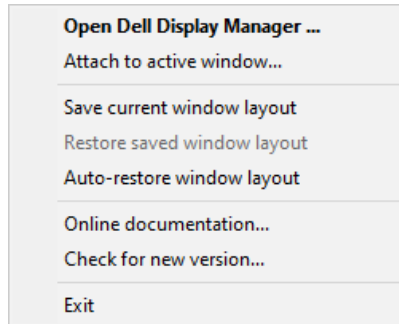 Open Dell Display Manager ...
Attach to active window...
Save current window layout
Restore saved window layout
Auto-restore window layout
Online documentation...
Check for new version...
Exit